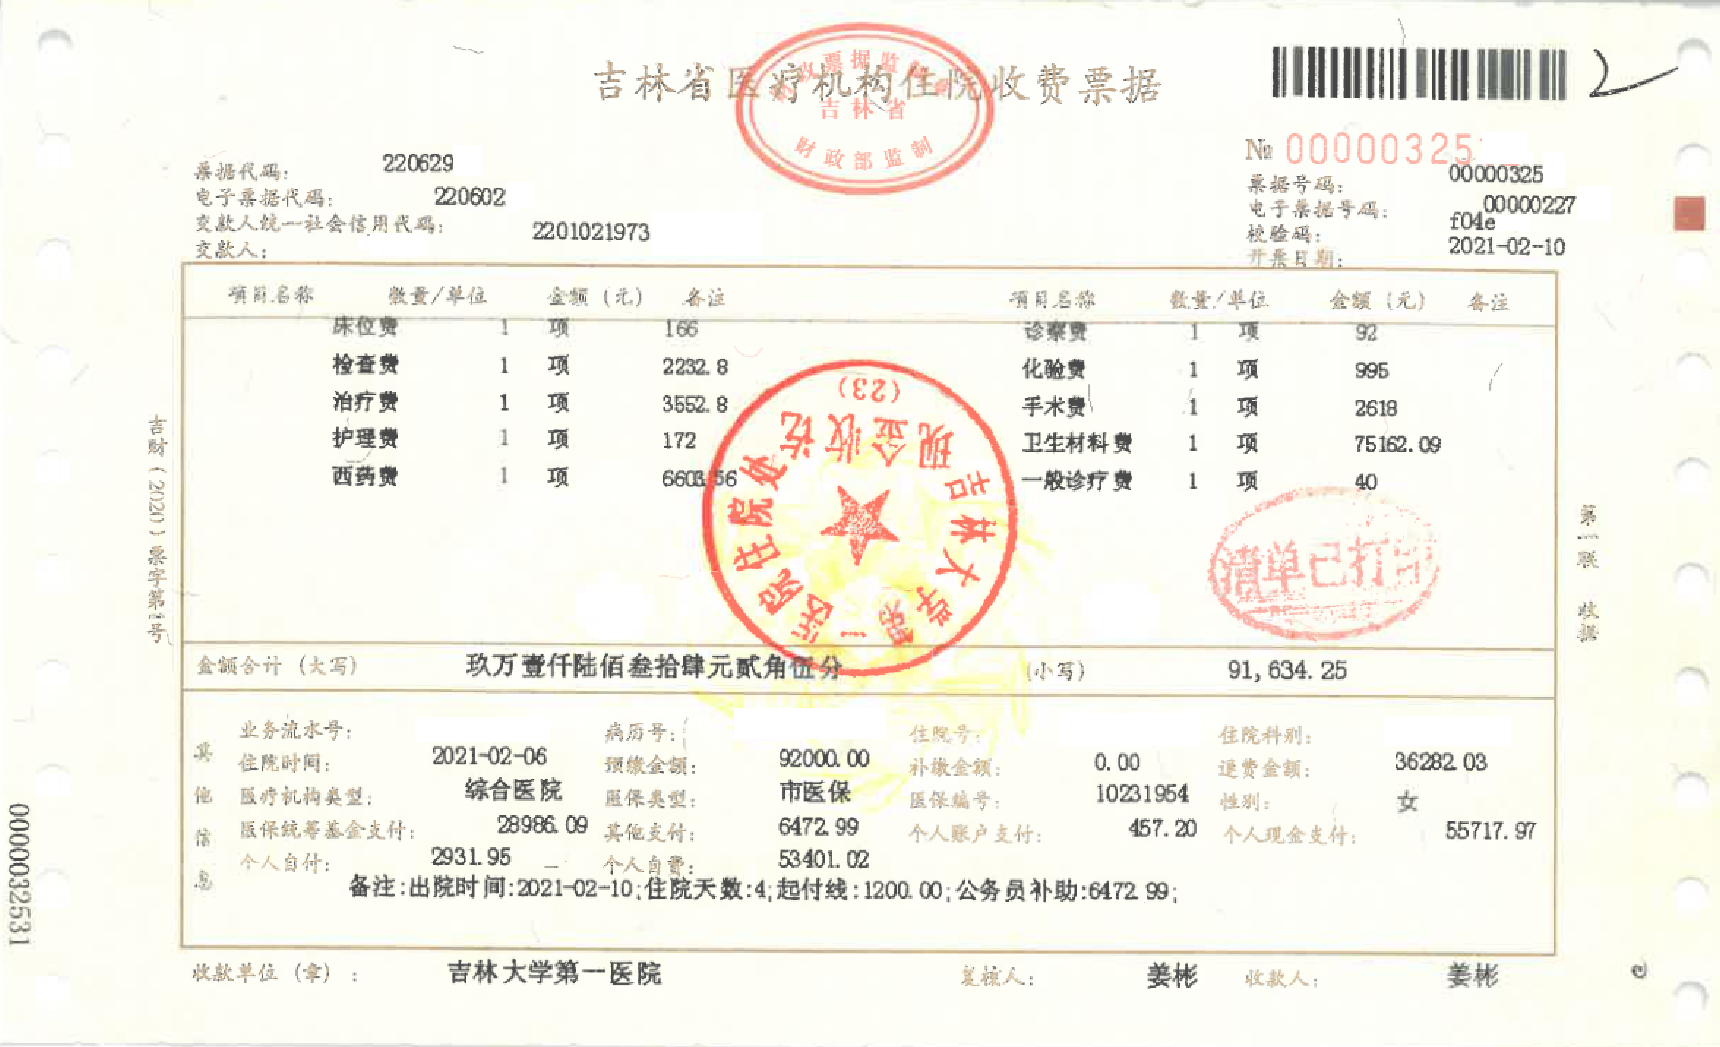 吉林省医疗机构住院收费票据
财政票据监制章
吉林省
财政部监制
2
№ 00000325
票据代码: 220629
电子票据代码: 220602
交款人统一社会信用代码: 2201021973
交款人:
票据号码: 00000325
电子票据号码: 00000227
校验码: f04e
开票日期: 2021-02-10
项目名称 数量/单位 金额（元） 备注 项目名称 数量/单位 金额（元） 备注
床位费 1 项 166 诊察费 1 项 92
检查费 1 项 2232.8 化验费 1 项 995
治疗费 1 项 3552.8 手术费 1 项 2618
护理费 1 项 172 卫生材料费 1 项 75162.09
西药费 1 项 6603.56 一般诊疗费 1 项 40
吉林大学第一医院住院处
现金收讫
(23)
清单已打印
金额合计（大写） 玖万壹仟陆佰叁拾肆元贰角伍分 （小写） 91,634.25
其他信息
业务流水号: 病历号: 住院号: 住院科别:
住院时间: 2021-02-06 预缴金额: 92000.00 补缴金额: 0.00 退费金额: 36282.03
医疗机构类型: 综合医院 医保类型: 市医保 医保编号: 10231954 性别: 女
医保统筹基金支付: 28986.09 其他支付: 6472.99 个人账户支付: 457.20 个人现金支付: 55717.97
个人自付: 2931.95 个人自费: 53401.02
备注:出院时间:2021-02-10;住院天数:4;起付线:1200.00;公务员补助:6472.99;
收款单位（章）: 吉林大学第一医院 复核人: 姜彬 收款人: 姜彬
吉财（2020）票字第2号
第二联 收据
0000032531